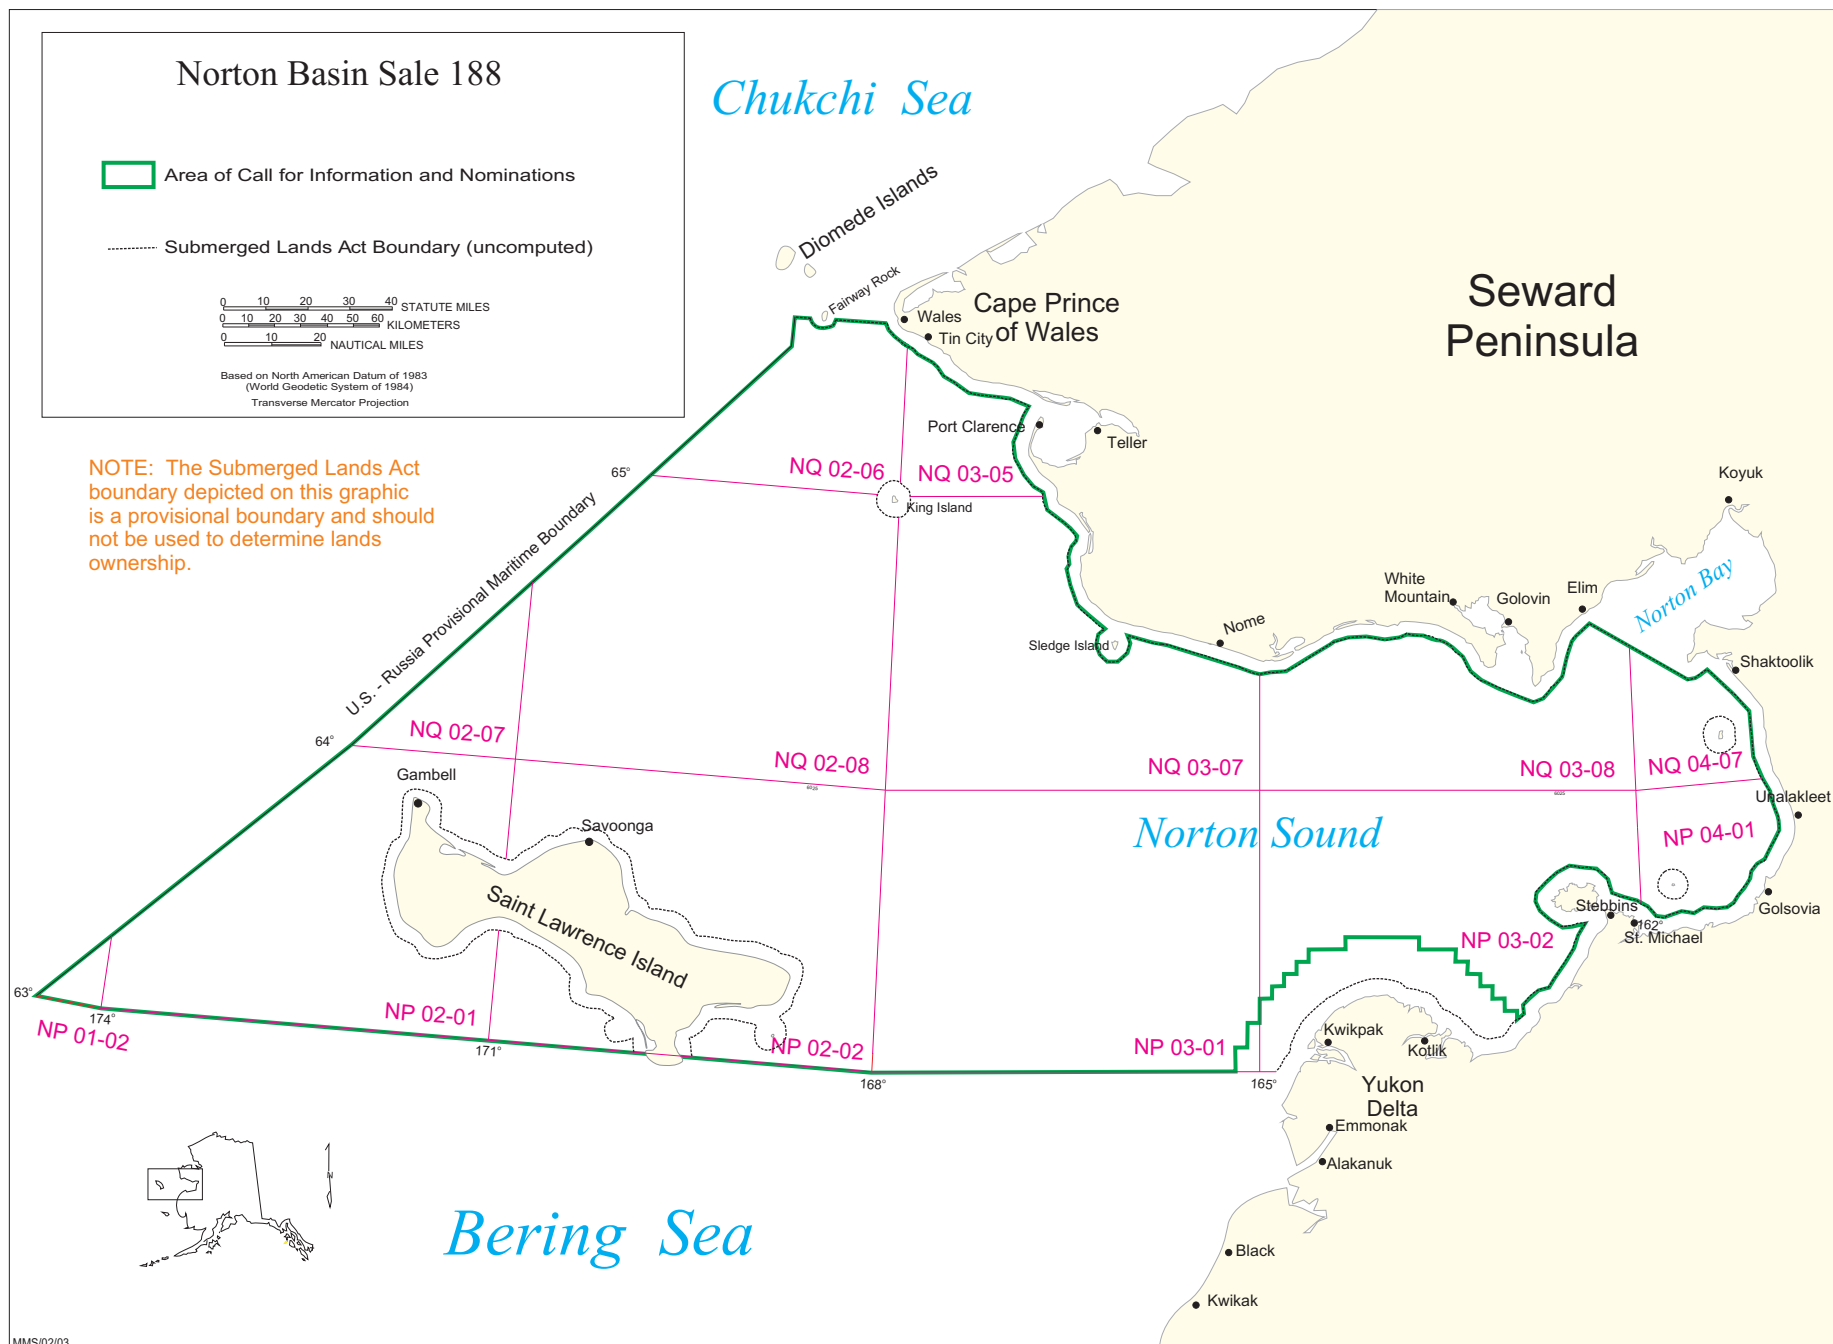 Norton Basin Sale 188
Area of Call for Information and Nominations
Submerged Lands Act Boundary (uncomputed)
0 10 20 30 40 STATUTE MILES
0 10 20 30 40 50 60 KILOMETERS
0 10 20 NAUTICAL MILES
Based on North American Datum of 1983
(World Geodetic System of 1984)
Transverse Mercator Projection
NOTE: The Submerged Lands Act
boundary depicted on this graphic
is a provisional boundary and should
not be used to determine lands
ownership.
Chukchi Sea
Diomede Islands
Fairway Rock
Wales
Tin City
Cape Prince
of Wales
Seward
Peninsula
Port Clarence
Teller
65°
NQ 02-06
NQ 03-05
King Island
Koyuk
U.S. - Russia Provisional Maritime Boundary
White
Mountain
Golovin
Elim
Norton Bay
Nome
Sledge Island
Shaktoolik
64°
NQ 02-07
NQ 02-08
NQ 03-07
NQ 03-08
NQ 04-07
6025
6025
Gambell
Savoonga
Unalakleet
Norton Sound
NP 04-01
Saint Lawrence Island
Stebbins
162°
St. Michael
Golsovia
NP 03-02
63°
174°
NP 01-02
NP 02-01
171°
NP 02-02
168°
NP 03-01
165°
Kwikpak
Kotlik
Yukon
Delta
Emmonak
Alakanuk
N
Bering Sea
Black
Kwikak
MMS/02/03